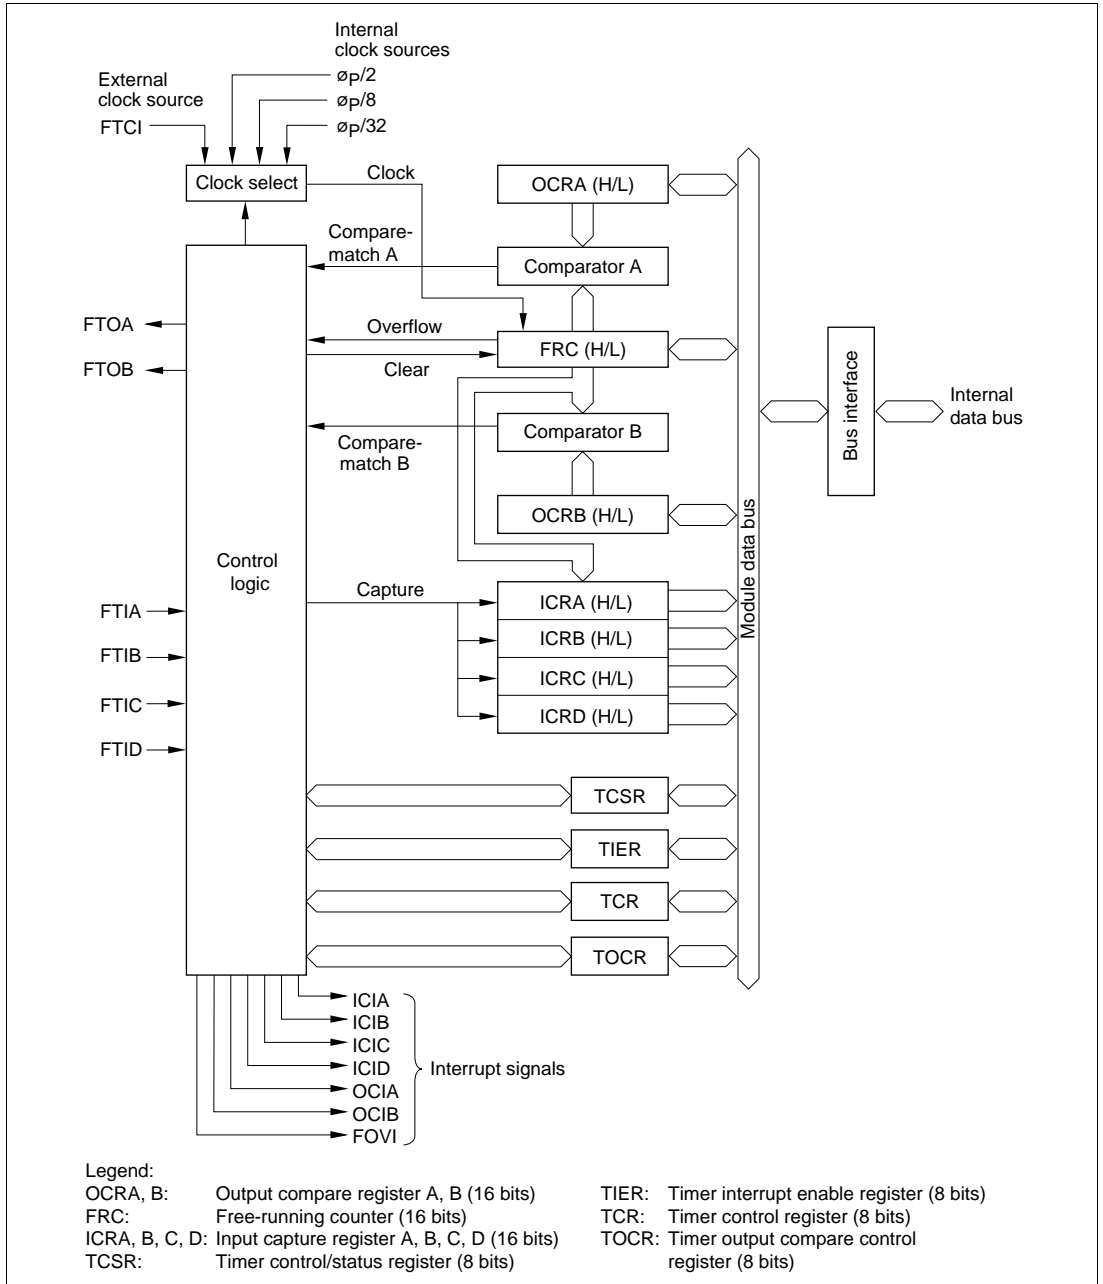 Internal
clock sources
External
clock source
øP/2
øP/8
FTCI
øP/32
Clock select
Clock
OCRA (H/L)
Compare-
match A
Comparator A
FTOA
Overflow
FRC (H/L)
FTOB
Clear
Bus interface
Internal
data bus
Comparator B
Compare-
match B
OCRB (H/L)
Module data bus
Control
logic
Capture
ICRA (H/L)
FTIA
ICRB (H/L)
FTIB
ICRC (H/L)
FTIC
ICRD (H/L)
FTID
TCSR
TIER
TCR
TOCR
ICIA
ICIB
ICIC
ICID
Interrupt signals
OCIA
OCIB
FOVI
Legend:
OCRA, B: Output compare register A, B (16 bits)
FRC: Free-running counter (16 bits)
ICRA, B, C, D: Input capture register A, B, C, D (16 bits)
TCSR: Timer control/status register (8 bits)
TIER: Timer interrupt enable register (8 bits)
TCR: Timer control register (8 bits)
TOCR: Timer output compare control
register (8 bits)